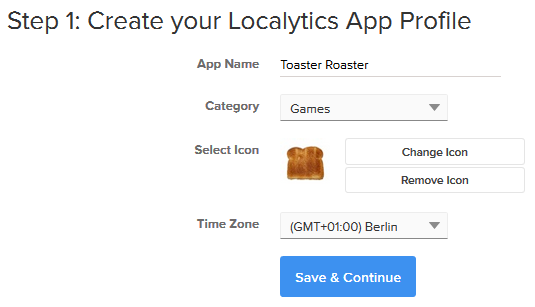 Step 1: Create your Localytics App Profile
App Name Toaster Roaster
Category Games
Select Icon Change Icon
Remove Icon
Time Zone (GMT+01:00) Berlin
Save & Continue